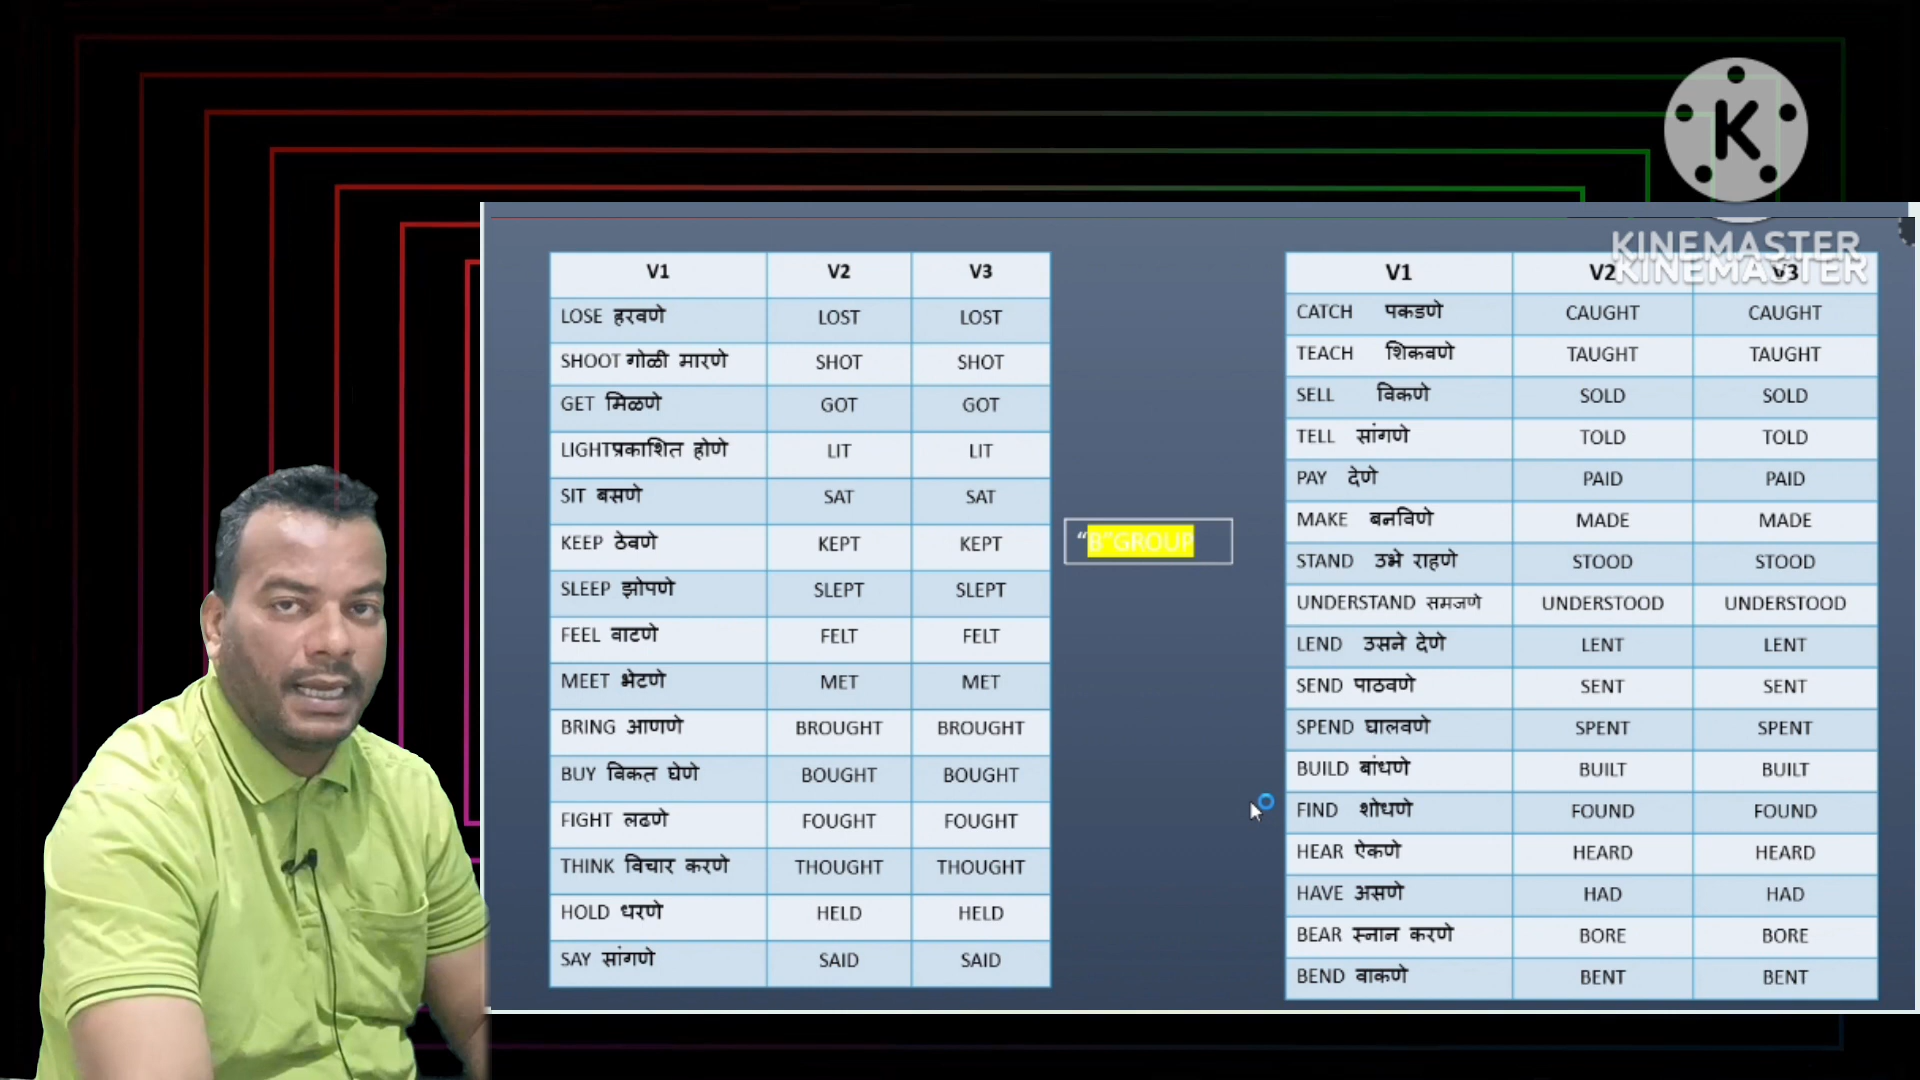 K
KINEMASTER
KINEMASTER
V1 V2 V3
LOSE हरवणे LOST LOST
SHOOT गोळी मारणे SHOT SHOT
GET मिळणे GOT GOT
LIGHTप्रकाशित होणे LIT LIT
SIT बसणे SAT SAT
KEEP ठेवणे KEPT KEPT
SLEEP झोपणे SLEPT SLEPT
FEEL वाटणे FELT FELT
MEET भेटणे MET MET
BRING आणणे BROUGHT BROUGHT
BUY विकत घेणे BOUGHT BOUGHT
FIGHT लढणे FOUGHT FOUGHT
THINK विचार करणे THOUGHT THOUGHT
HOLD धरणे HELD HELD
SAY सांगणे SAID SAID
“B”GROUP
V1 V2 V3
CATCH पकडणे CAUGHT CAUGHT
TEACH शिकवणे TAUGHT TAUGHT
SELL विकणे SOLD SOLD
TELL सांगणे TOLD TOLD
PAY देणे PAID PAID
MAKE बनविणे MADE MADE
STAND उभे राहणे STOOD STOOD
UNDERSTAND समजणे UNDERSTOOD UNDERSTOOD
LEND उसने देणे LENT LENT
SEND पाठवणे SENT SENT
SPEND घालवणे SPENT SPENT
BUILD बांधणे BUILT BUILT
FIND शोधणे FOUND FOUND
HEAR ऐकणे HEARD HEARD
HAVE असणे HAD HAD
BEAR स्नान करणे BORE BORE
BEND वाकणे BENT BENT